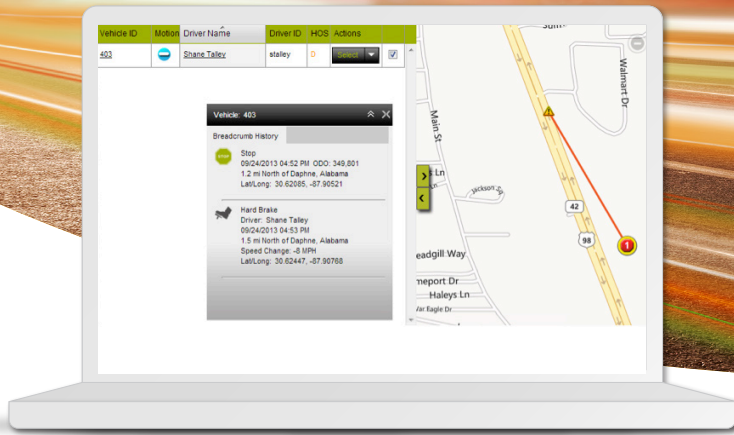 Vehicle ID Motion Driver Name Driver ID HOS Actions
403 Shane Talley stalley D Select
Vehicle: 403
Breadcrumb History
STOP
Stop
09/24/2013 04:52 PM ODO: 349,801
1.2 mi North of Daphne, Alabama
Lat/Long: 30.62085, -87.90521
Hard Brake
Driver: Shane Talley
09/24/2013 04:53 PM
1.5 mi North of Daphne, Alabama
Speed Change: -8 MPH
Lat/Long: 30.62447, -87.90768
Walmart Dr
Main St
Ln
Jackson Sq
42
98
1
eadgill Way
meport Dr
Haleys Ln
War Eagle Dr